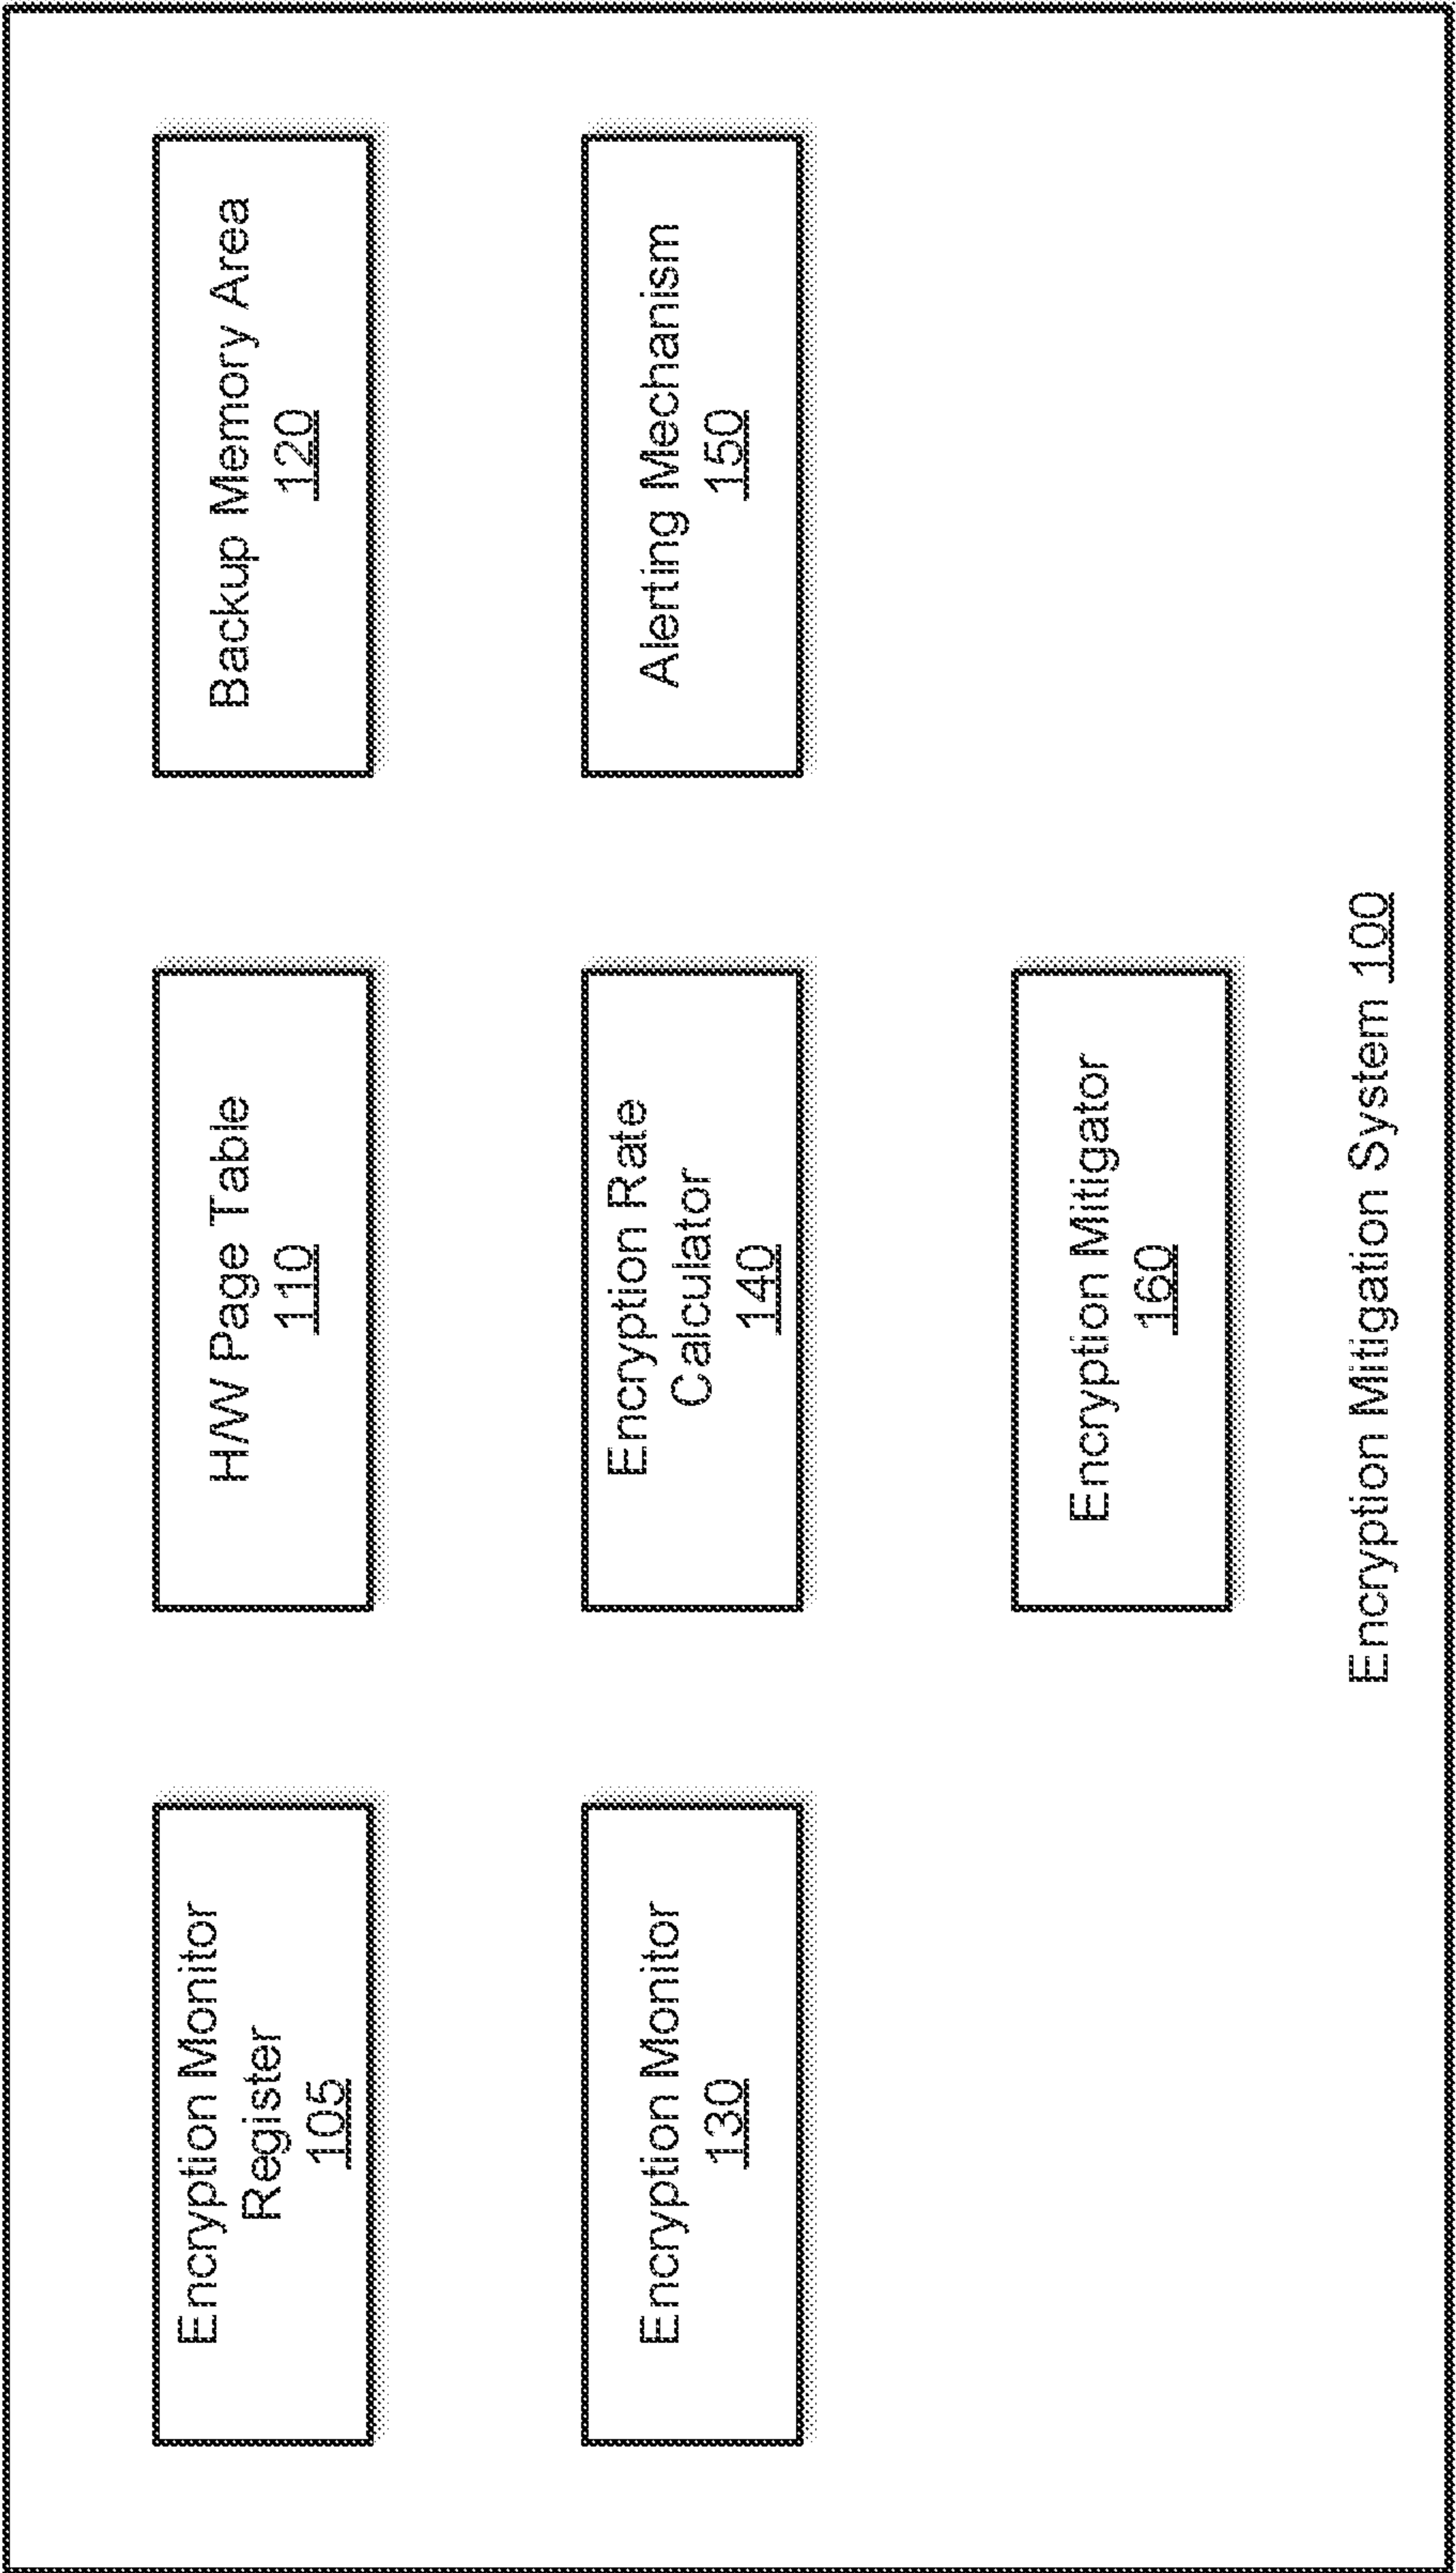 Encryption Monitor
Register
105
H/W Page Table
110
Backup Memory Area
120
Encryption Monitor
130
Encryption Rate
Calculator
140
Alerting Mechanism
150
Encryption Mitigator
160
Encryption Mitigation System 100